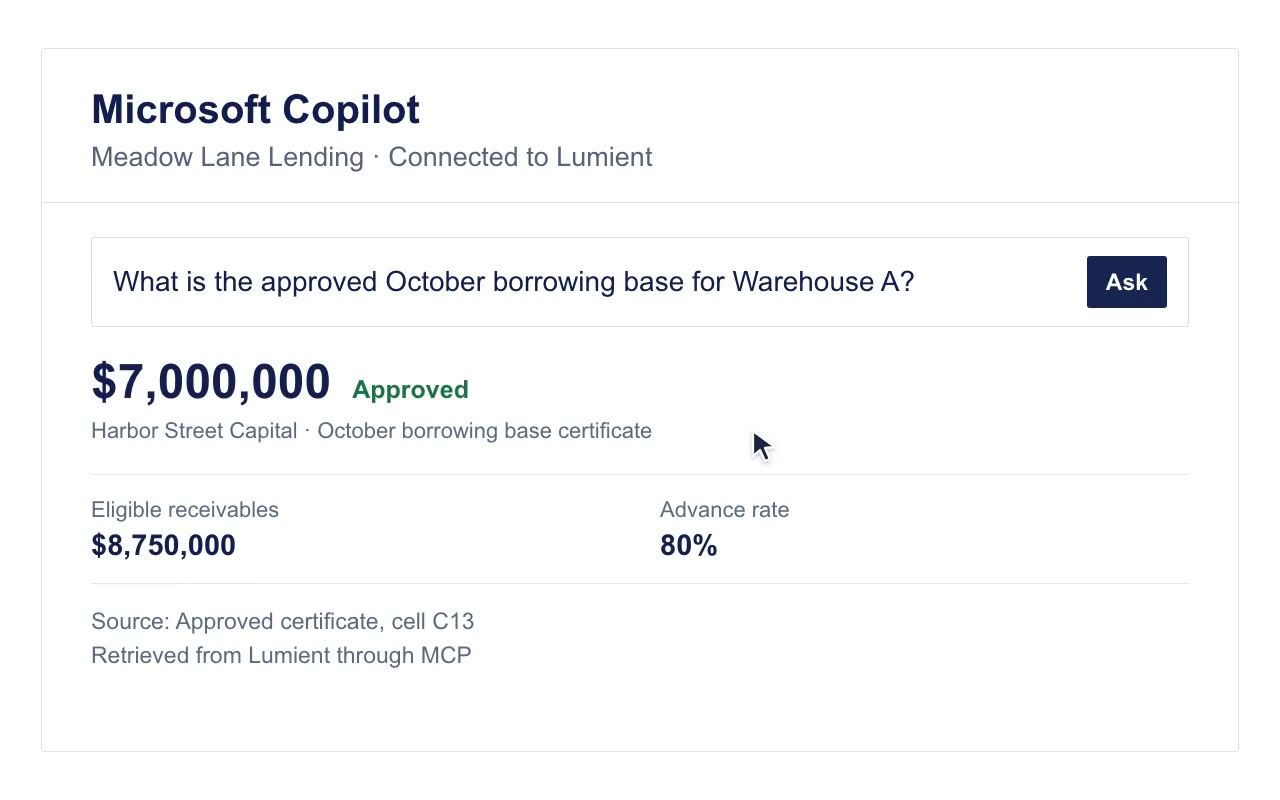 Microsoft Copilot
Meadow Lane Lending · Connected to Lumient
What is the approved October borrowing base for Warehouse A?
Ask
$7,000,000 Approved
Harbor Street Capital · October borrowing base certificate
Eligible receivables
$8,750,000
Advance rate
80%
Source: Approved certificate, cell C13
Retrieved from Lumient through MCP